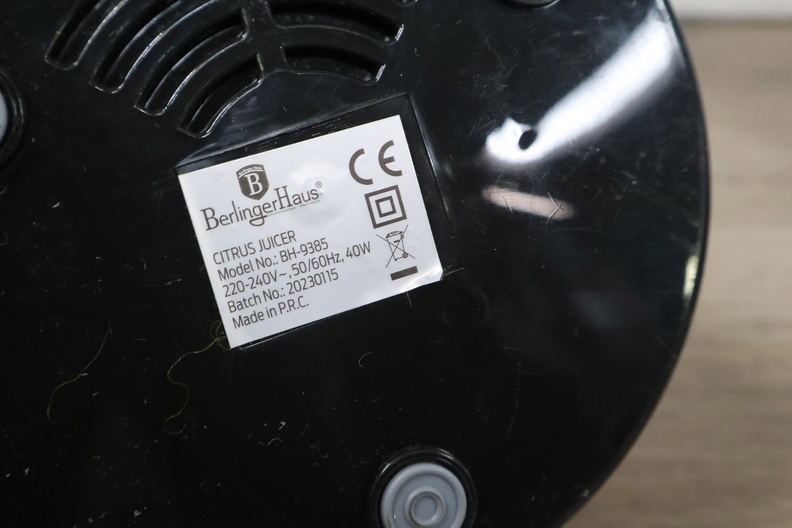 B
BerlingerHaus®
CE
CITRUS JUICER
Model No.: BH-9385
220-240V~, 50/60Hz, 40W
Batch No.: 20230115
Made in P.R.C.